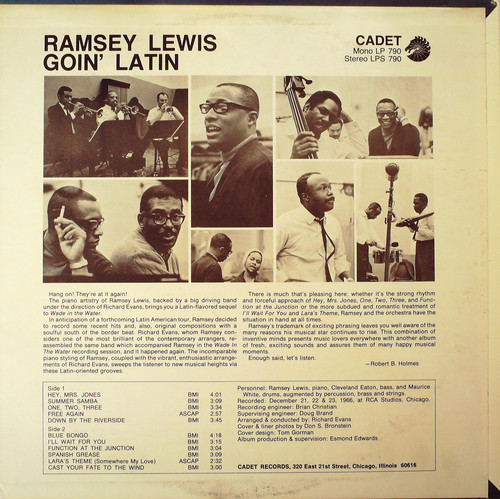 RAMSEY LEWIS
GOIN' LATIN
CADET
Mono LP 790
Stereo LPS 790
Hang on! They're at it again!
The piano artistry of Ramsey Lewis, backed by a big driving band
under the direction of Richard Evans, brings you a Latin-flavored sequel
to Wade in the Water.
In anticipation of a forthcoming Latin American tour, Ramsey decided
to record some recent hits and, also, original compositions with a
soulful south of the border beat. Richard Evans, whom Ramsey con-
siders one of the most brilliant of the contemporary arrangers, re-
assembled the same band which accompanied Ramsey in the Wade In
The Water recording session, and it happened again. The incomparable
piano styling of Ramsey, coupled with the vibrant, enthusiastic arrange-
ments of Richard Evans, sweeps the listener to new musical heights via
these Latin-oriented grooves.
There is much that's pleasing here; whether it's the strong rhythm
and forceful approach of Hey, Mrs. Jones, One, Two, Three, and Func-
tion at the Junction or the more subdued and romantic treatment of
I'll Wait For You and Lara's Theme, Ramsey and the orchestra have the
situation in hand at all times.
Ramsey's trademark of exciting phrasing leaves you well aware of the
many reasons his musical star continues to rise. This combination of
inventive minds presents music lovers everywhere with another album
of fresh, exciting sounds and assures them of many happy musical
moments.
Enough said, let's listen.
—Robert B. Holmes
Side 1
HEY, MRS. JONES BMI 4:01
SUMMER SAMBA BMI 3:09
ONE, TWO, THREE BMI 3:34
FREE AGAIN ASCAP 2:57
DOWN BY THE RIVERSIDE BMI 3:45
Side 2
BLUE BONGO BMI 4:18
I'LL WAIT FOR YOU BMI 3:15
FUNCTION AT THE JUNCTION BMI 3:04
SPANISH GREASE BMI 3:09
LARA'S THEME (Somewhere My Love) ASCAP 2:32
CAST YOUR FATE TO THE WIND BMI 3:00
Personnel: Ramsey Lewis, piano, Cleveland Eaton, bass, and Maurice
White, drums, augmented by percussion, brass and strings.
Recorded: December 21, 22 & 23, 1966, at RCA Studios, Chicago.
Recording engineer: Brian Christian
Supervising engineer: Doug Brand
Arranged & conducted by: Richard Evans
Cover & liner photos by Don S. Bronstein
Cover design: Tom Gorman
Album production & supervision: Esmond Edwards
CADET RECORDS, 320 East 21st Street, Chicago, Illinois 60616